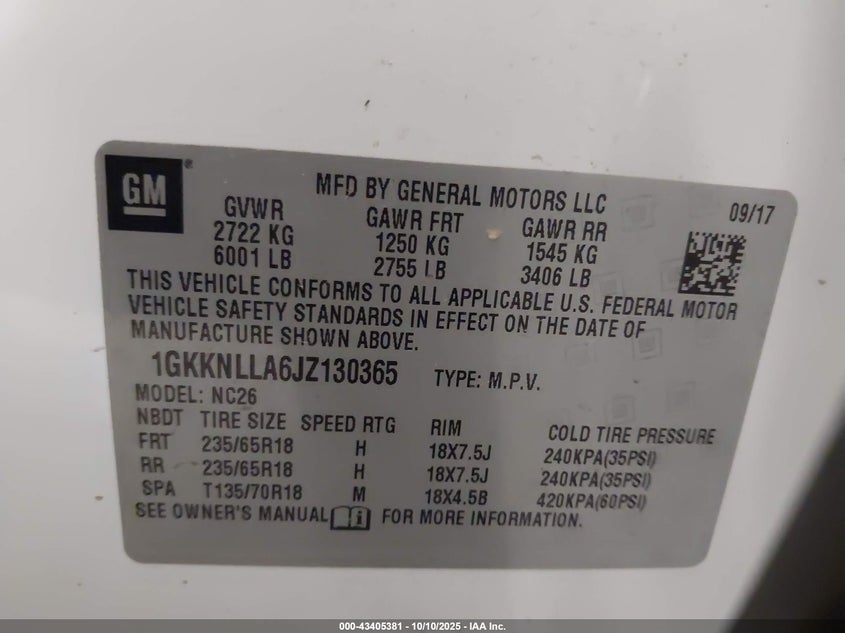 GM ®
MFD BY GENERAL MOTORS LLC
09/17
GVWR GAWR FRT GAWR RR
2722 KG 1250 KG 1545 KG
6001 LB 2755 LB 3406 LB
THIS VEHICLE CONFORMS TO ALL APPLICABLE U.S. FEDERAL MOTOR
VEHICLE SAFETY STANDARDS IN EFFECT ON THE DATE OF
MANUFACTURE SHOWN ABOVE.
1GKKNLLA6JZ130365 TYPE: M.P.V.
MODEL: NC26
NBDT TIRE SIZE SPEED RTG RIM COLD TIRE PRESSURE
FRT 235/65R18 H 18X7.5J 240KPA(35PSI)
RR 235/65R18 H 18X7.5J 240KPA(35PSI)
SPA T135/70R18 M 18X4.5B 420KPA(60PSI)
SEE OWNER'S MANUAL FOR MORE INFORMATION.
000-43405381 - 10/10/2025 - IAA Inc.